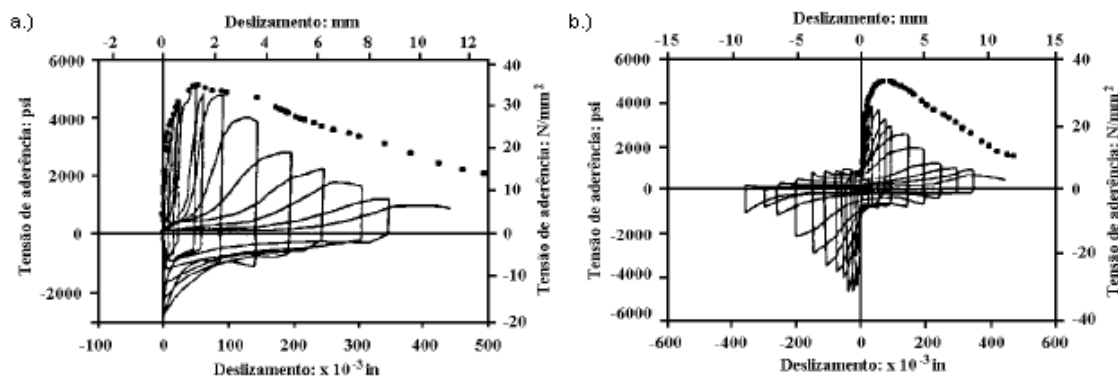 a.)
Deslizamento: mm
-2 0 2 4 6 8 10 12
6000
4000
2000
0
-2000
Tensão de aderência: psi
40
30
20
10
0
-10
-20
Tensão de aderência: N/mm²
-100 0 100 200 300 400 500
Deslizamento: x 10⁻³ in
b.)
Deslizamento: mm
-15 -10 -5 0 5 10 15
6000
4000
2000
0
-2000
-4000
-6000
Tensão de aderência: psi
40
20
0
-20
-40
Tensão de aderência: N/mm²
-600 -400 -200 0 200 400 600
Deslizamento: x 10⁻³ in